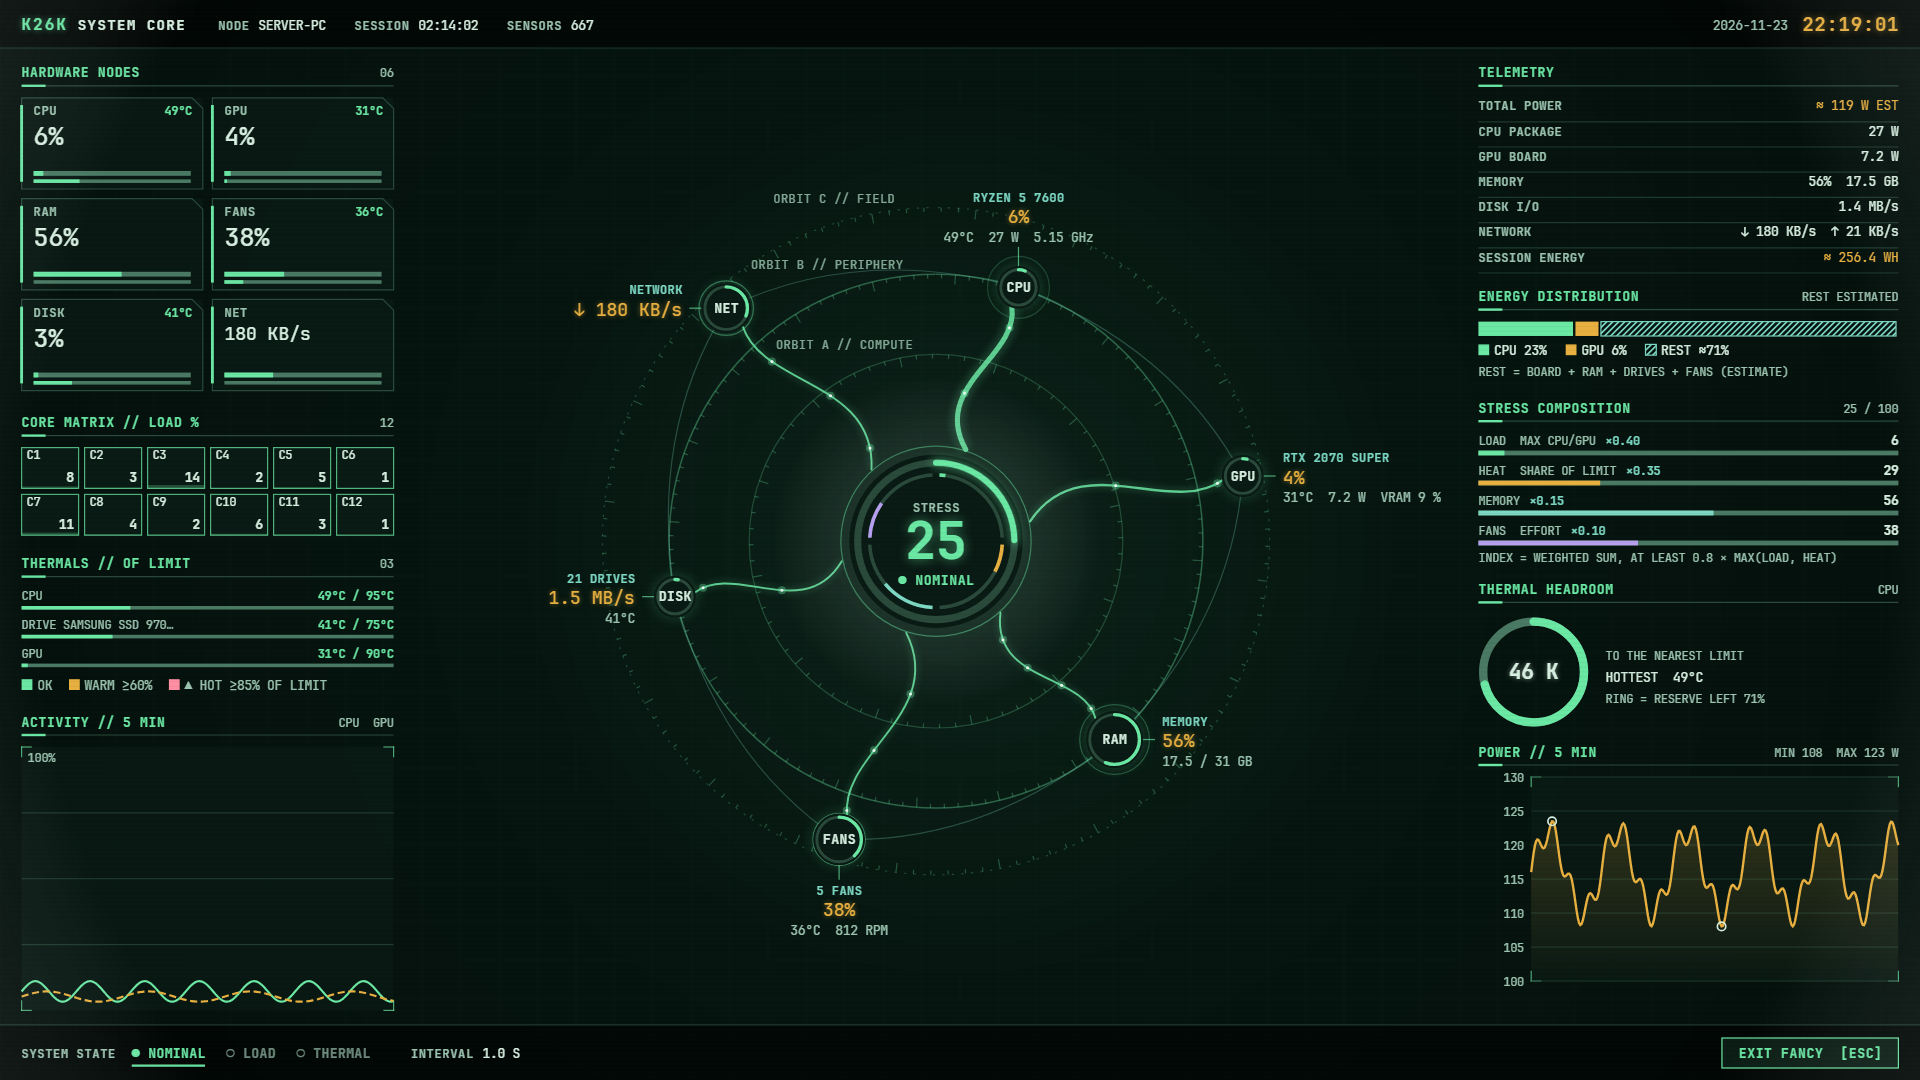 K26K SYSTEM CORE NODE SERVER-PC SESSION 02:14:02 SENSORS 667 2026-11-23 22:19:01
HARDWARE NODES 06
CPU 49°C
6%
GPU 31°C
4%
RAM
56%
FANS 36°C
38%
DISK 41°C
3%
NET
180 KB/s
CORE MATRIX // LOAD % 12
C1 8
C2 3
C3 14
C4 2
C5 5
C6 1
C7 11
C8 4
C9 2
C10 6
C11 3
C12 1
THERMALS // OF LIMIT 03
CPU 49°C / 95°C
DRIVE SAMSUNG SSD 970… 41°C / 75°C
GPU 31°C / 90°C
OK WARM ≥60% ▲ HOT ≥85% OF LIMIT
ACTIVITY // 5 MIN CPU GPU
100%
ORBIT C // FIELD
ORBIT B // PERIPHERY
ORBIT A // COMPUTE
RYZEN 5 7600
6%
49°C 27 W 5.15 GHz
CPU
NETWORK
↓ 180 KB/s
NET
RTX 2070 SUPER
4%
31°C 7.2 W VRAM 9 %
GPU
STRESS
25
● NOMINAL
21 DRIVES
1.5 MB/s
41°C
DISK
MEMORY
56%
17.5 / 31 GB
RAM
FANS
5 FANS
38%
36°C 812 RPM
TELEMETRY
TOTAL POWER ≈ 119 W EST
CPU PACKAGE 27 W
GPU BOARD 7.2 W
MEMORY 56% 17.5 GB
DISK I/O 1.4 MB/s
NETWORK ↓ 180 KB/s ↑ 21 KB/s
SESSION ENERGY ≈ 256.4 WH
ENERGY DISTRIBUTION REST ESTIMATED
CPU 23% GPU 6% REST ≈71%
REST = BOARD + RAM + DRIVES + FANS (ESTIMATE)
STRESS COMPOSITION 25 / 100
LOAD MAX CPU/GPU ×0.40 6
HEAT SHARE OF LIMIT ×0.35 29
MEMORY ×0.15 56
FANS EFFORT ×0.10 38
INDEX = WEIGHTED SUM, AT LEAST 0.8 × MAX(LOAD, HEAT)
THERMAL HEADROOM CPU
46 K
TO THE NEAREST LIMIT
HOTTEST 49°C
RING = RESERVE LEFT 71%
POWER // 5 MIN MIN 108 MAX 123 W
130
125
120
115
110
105
100
SYSTEM STATE ● NOMINAL ○ LOAD ○ THERMAL INTERVAL 1.0 S EXIT FANCY [ESC]